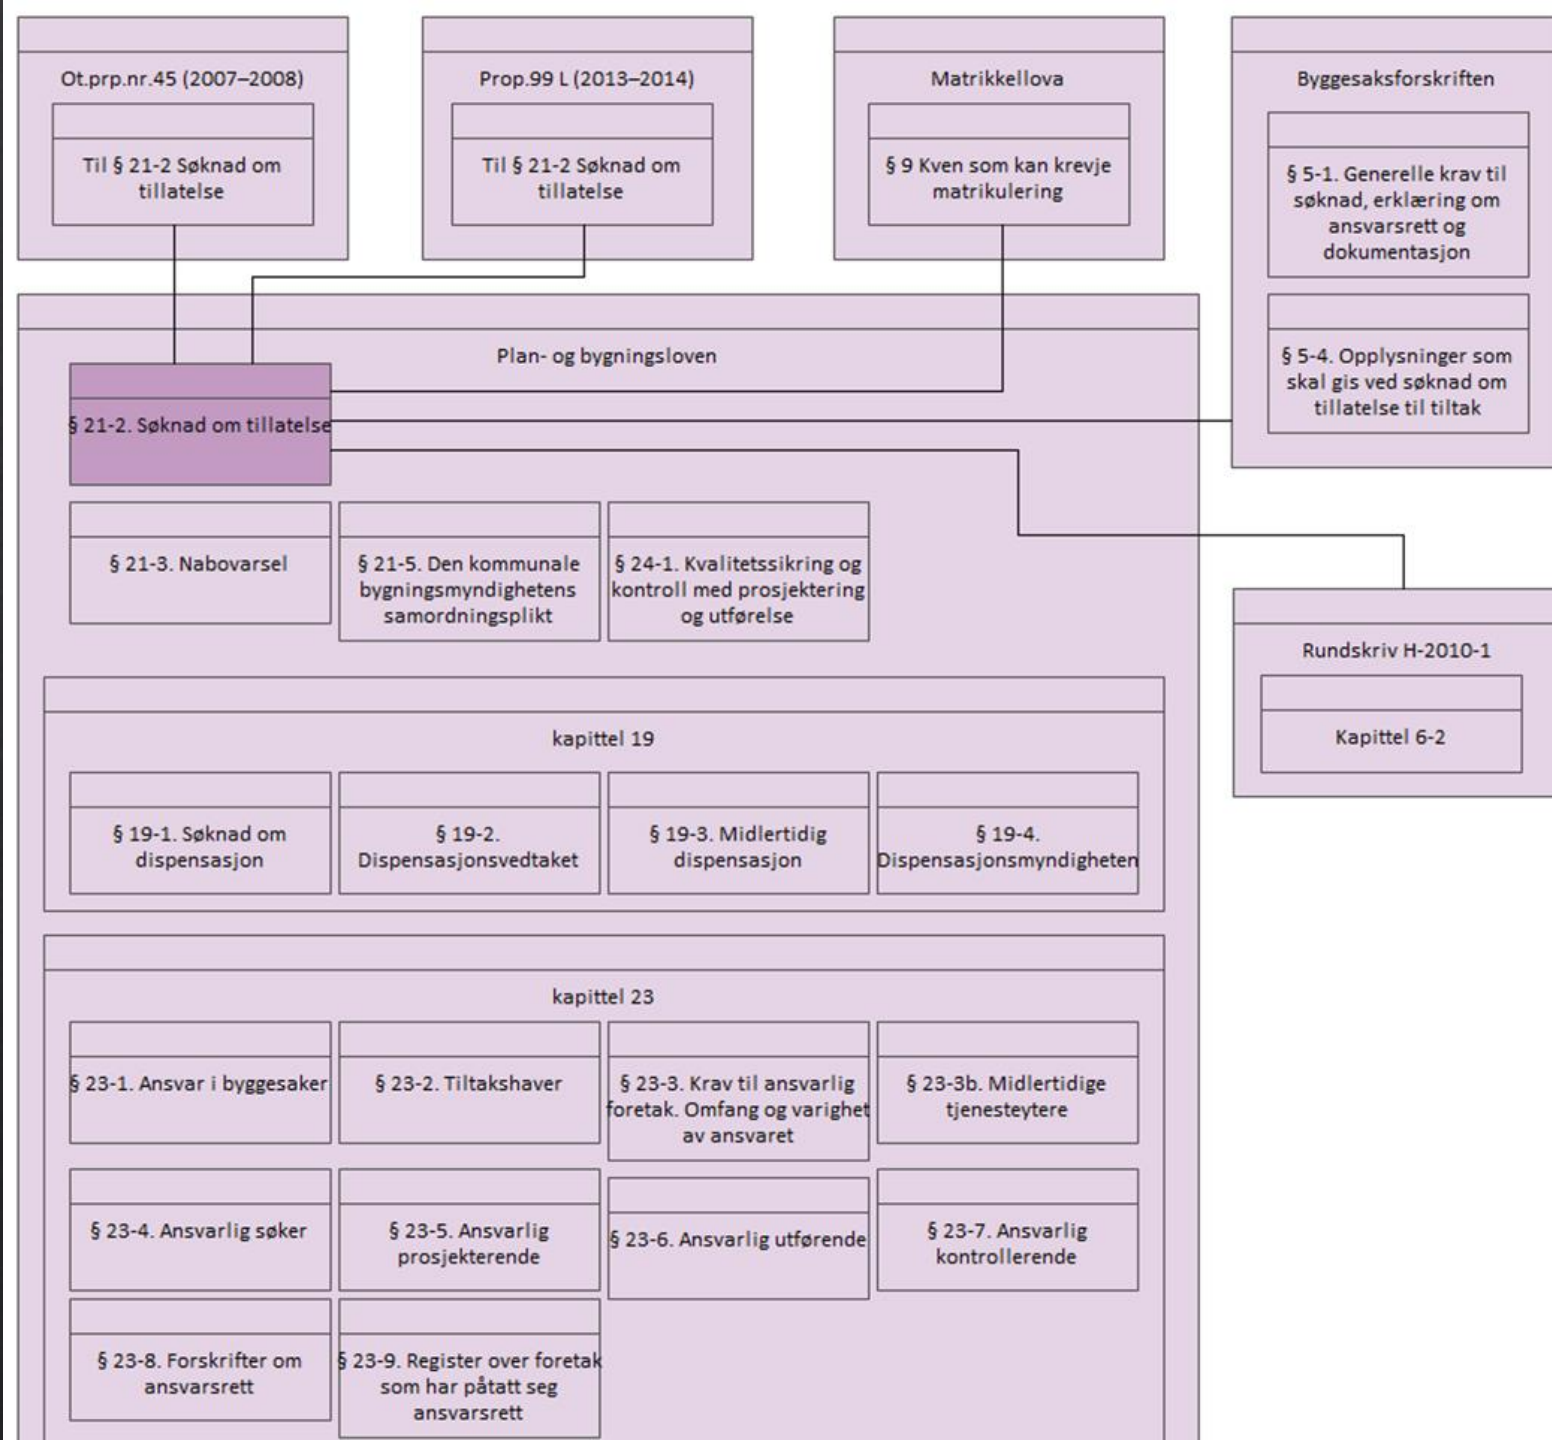 Ot.prp.nr.45 (2007–2008)
Til § 21-2 Søknad om
tillatelse
Prop.99 L (2013–2014)
Til § 21-2 Søknad om
tillatelse
Matrikkellova
§ 9 Kven som kan krevje
matrikulering
Byggesaksforskriften
§ 5-1. Generelle krav til
søknad, erklæring om
ansvarsrett og
dokumentasjon
§ 5-4. Opplysninger som
skal gis ved søknad om
tillatelse til tiltak
Plan- og bygningsloven
§ 21-2. Søknad om tillatelse
§ 21-3. Nabovarsel
§ 21-5. Den kommunale
bygningsmyndighetens
samordningsplikt
§ 24-1. Kvalitetssikring og
kontroll med prosjektering
og utførelse
Rundskriv H-2010-1
Kapittel 6-2
kapittel 19
§ 19-1. Søknad om
dispensasjon
§ 19-2.
Dispensasjonsvedtaket
§ 19-3. Midlertidig
dispensasjon
§ 19-4.
Dispensasjonsmyndigheten
kapittel 23
§ 23-1. Ansvar i byggesaker
§ 23-2. Tiltakshaver
§ 23-3. Krav til ansvarlig
foretak. Omfang og varighet
av ansvaret
§ 23-3b. Midlertidige
tjenesteytere
§ 23-4. Ansvarlig søker
§ 23-5. Ansvarlig
prosjekterende
§ 23-6. Ansvarlig utførende
§ 23-7. Ansvarlig
kontrollerende
§ 23-8. Forskrifter om
ansvarsrett
§ 23-9. Register over foretak
som har påtatt seg
ansvarsrett